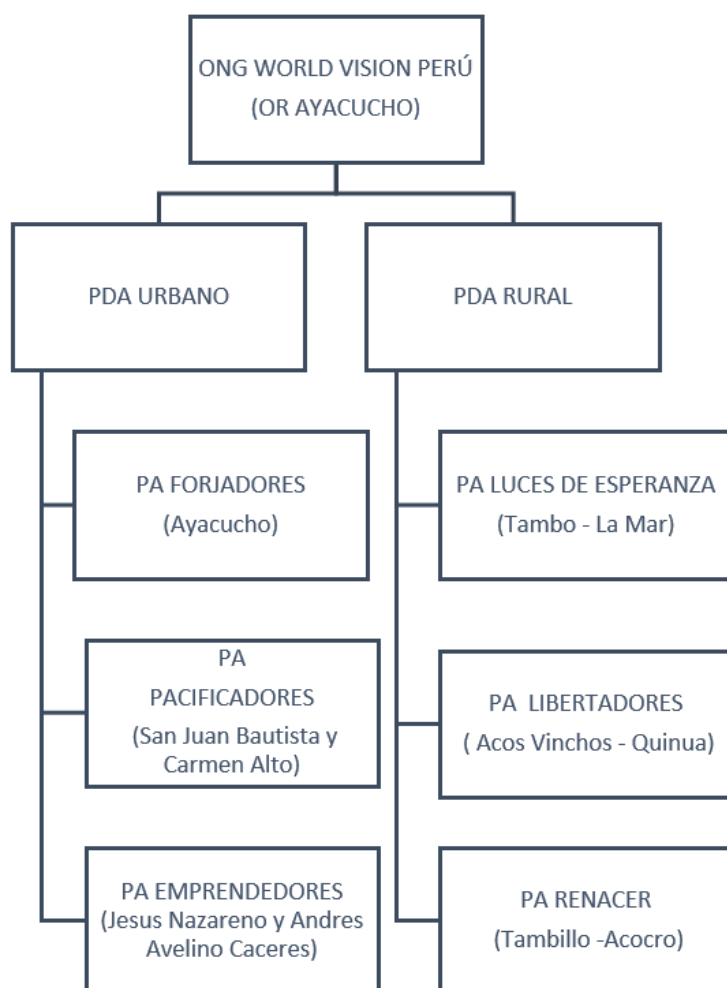 ONG WORLD VISION PERÚ
(OR AYACUCHO)
PDA URBANO
PDA RURAL
PA FORJADORES
(Ayacucho)
PA
PACIFICADORES
(San Juan Bautista y
Carmen Alto)
PA EMPRENDEDORES
(Jesus Nazareno y Andres
Avelino Caceres)
PA LUCES DE ESPERANZA
(Tambo - La Mar)
PA  LIBERTADORES
( Acos Vinchos - Quinua)
PA RENACER
(Tambillo -Acocro)